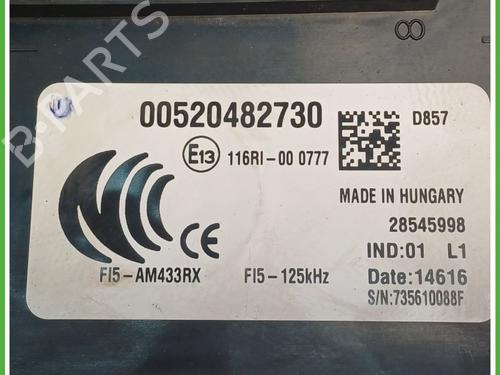 B-PARTS
00520482730
D857
E13
116RI-00 0777
MADE IN HUNGARY
28545998
CE
IND:01 L1
FI5-AM433RX
FI5-125kHz
Date:14616
S/N:735610088F